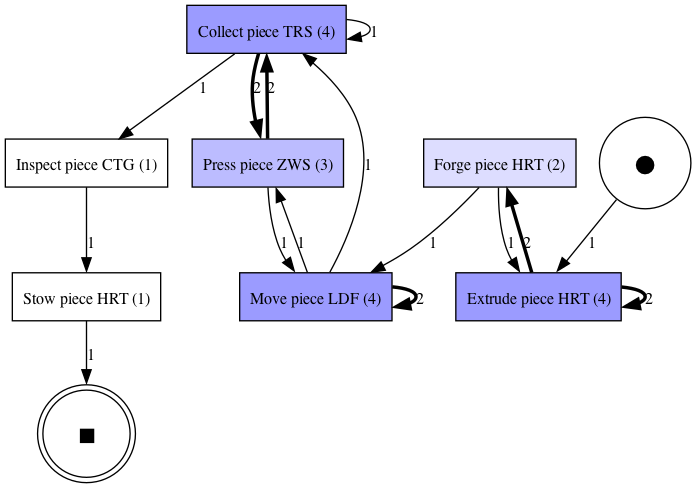 Collect piece TRS (4)
1
1
2
2
Inspect piece CTG (1)
Press piece ZWS (3)
1
Forge piece HRT (2)
1
1
1
1
1
2
1
Stow piece HRT (1)
Move piece LDF (4)
2
Extrude piece HRT (4)
2
1